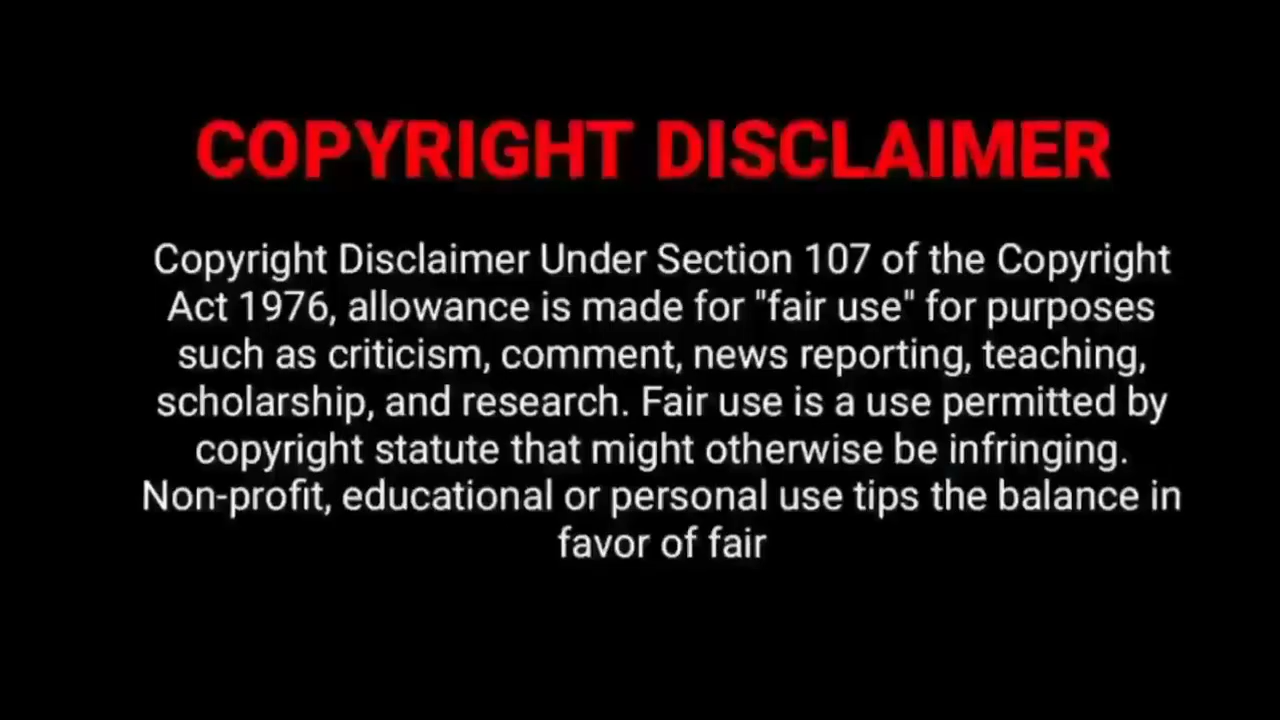 COPYRIGHT DISCLAIMER
Copyright Disclaimer Under Section 107 of the Copyright
Act 1976, allowance is made for "fair use" for purposes
such as criticism, comment, news reporting, teaching,
scholarship, and research. Fair use is a use permitted by
copyright statute that might otherwise be infringing.
Non-profit, educational or personal use tips the balance in
favor of fair